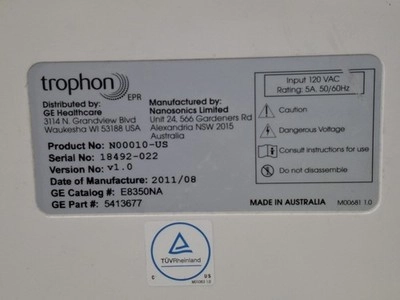 trophon
EPR
Distributed by:
GE Healthcare
3114 N. Grandview Blvd
Waukesha WI 53188 USA
Manufactured by:
Nanosonics Limited
Unit 24, 566 Gardeners Rd
Alexandria NSW 2015
Australia
Input 120 VAC
Rating: 5A, 50/60Hz
Caution
Dangerous Voltage
Consult instructions for use
Do not disassemble
Product No: N00010-US
Serial No: 18492-022
Version No: v1.0
Date of Manufacture: 2011/08
GE Catalog #: E8350NA
GE Part #: 5413677
MADE IN AUSTRALIA
M00681 1.0
TÜVRheinland
C US